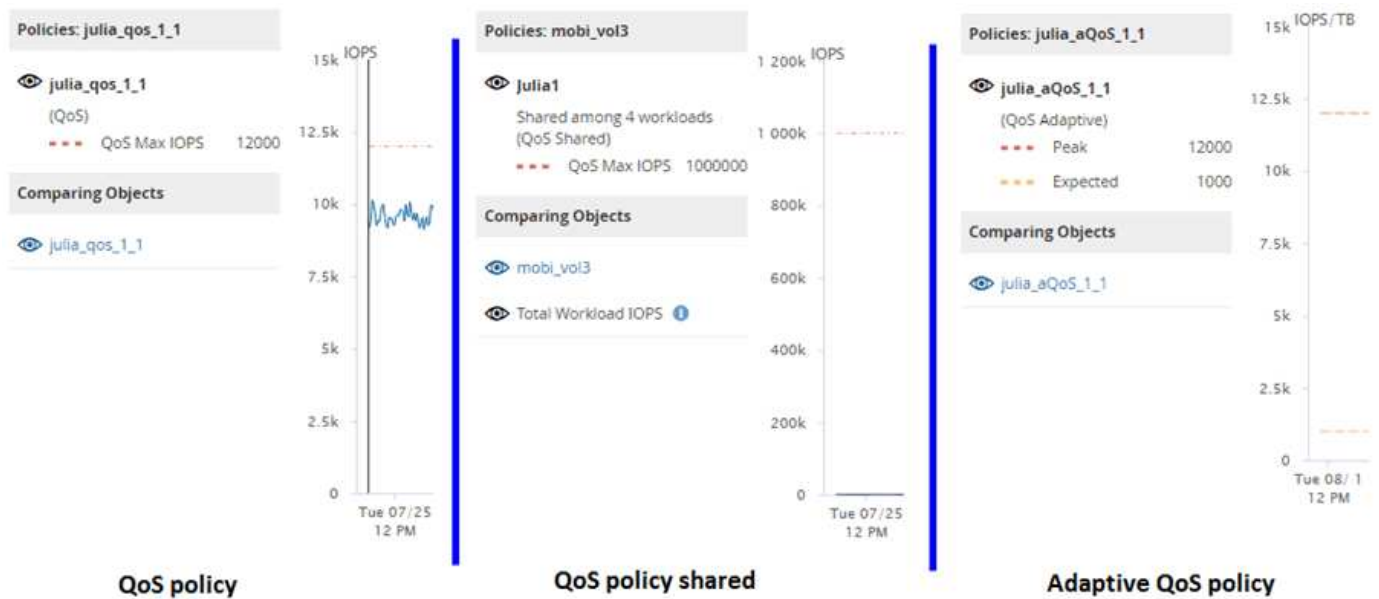 Policies: julia_qos_1_1
julia_qos_1_1
(QoS)
QoS Max IOPS 12000
Comparing Objects
julia_qos_1_1
IOPS
15k
12.5k
10k
7.5k
5k
2.5k
0
Tue 07/25
12 PM
QoS policy
Policies: mobi_vol3
Julia1
Shared among 4 workloads
(QoS Shared)
QoS Max IOPS 1000000
Comparing Objects
mobi_vol3
Total Workload IOPS
IOPS
1 200k
1 000k
800k
600k
400k
200k
0
Tue 07/25
12 PM
QoS policy shared
Policies: julia_aQoS_1_1
julia_aQoS_1_1
(QoS Adaptive)
Peak 12000
Expected 1000
Comparing Objects
julia_aQoS_1_1
IOPS/TB
15k
12.5k
10k
7.5k
5k
2.5k
0
Tue 08/ 1
12 PM
Adaptive QoS policy